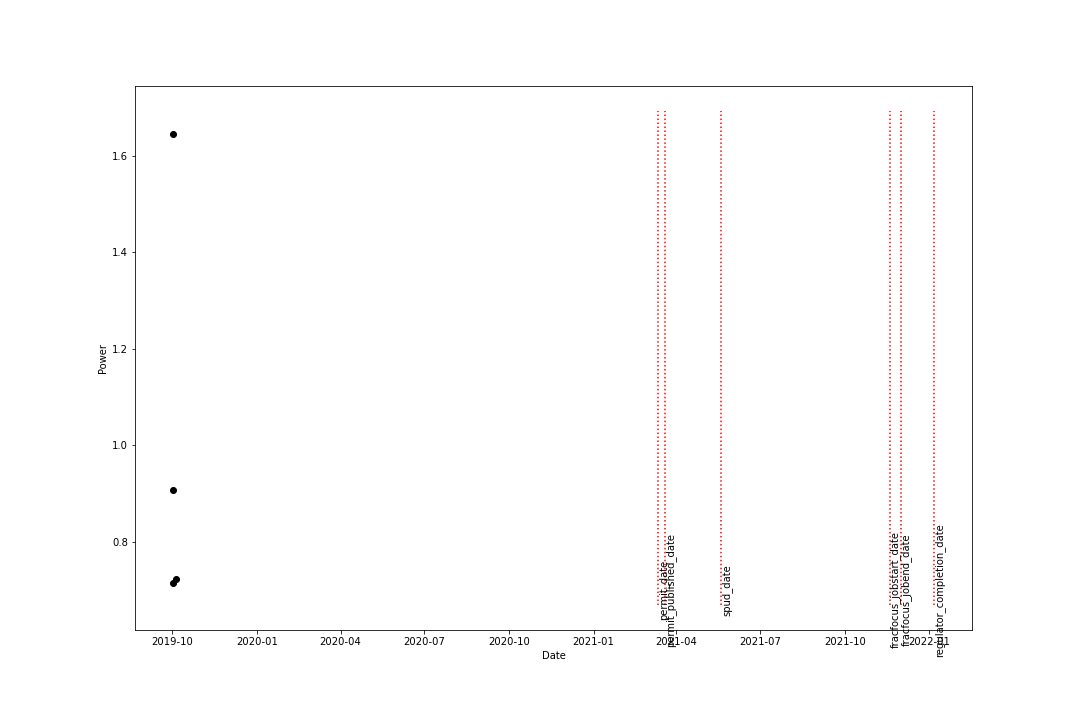 1.6
1.4
1.2
1.0
0.8
Power
permit_date
permit_published_date
spud_date
fracfocus_jobstart_date
fracfocus_jobend_date
regulator_completion_date
2019-10
2020-01
2020-04
2020-07
2020-10
2021-01
2021-04
2021-07
2021-10
2022-01
Date